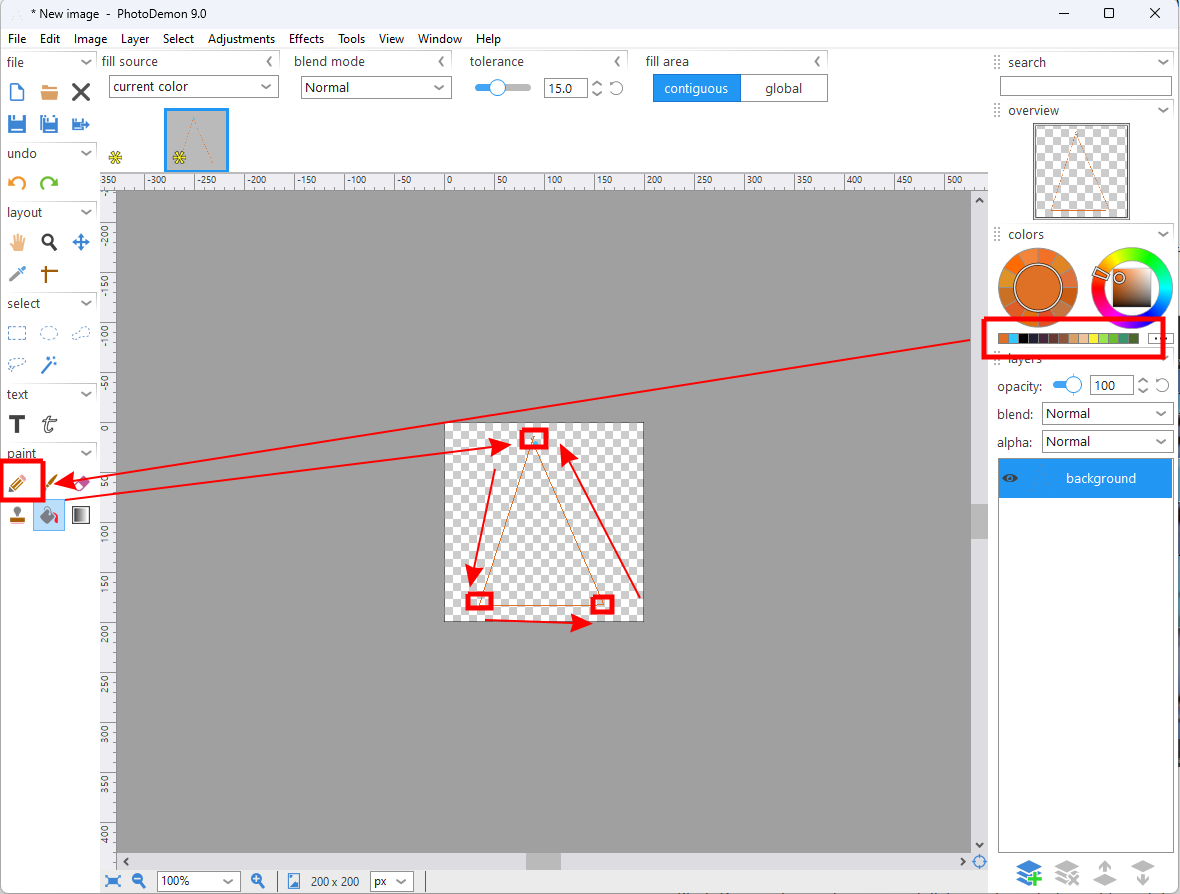 * New image - PhotoDemon 9.0
File Edit Image Layer Select Adjustments Effects Tools View Window Help
file
fill source
blend mode
tolerance
fill area
search
current color
Normal
15.0
contiguous
global
overview
undo
layout
select
text
paint
350 -300 -250 -200 -150 -100 -50 0 50 100 150 200 250 300 350 400 450 500
-200
-150
-100
-50
0
50
100
150
200
250
300
350
400
colors
layers
opacity: 100
blend: Normal
alpha: Normal
background
100%
200 x 200
px